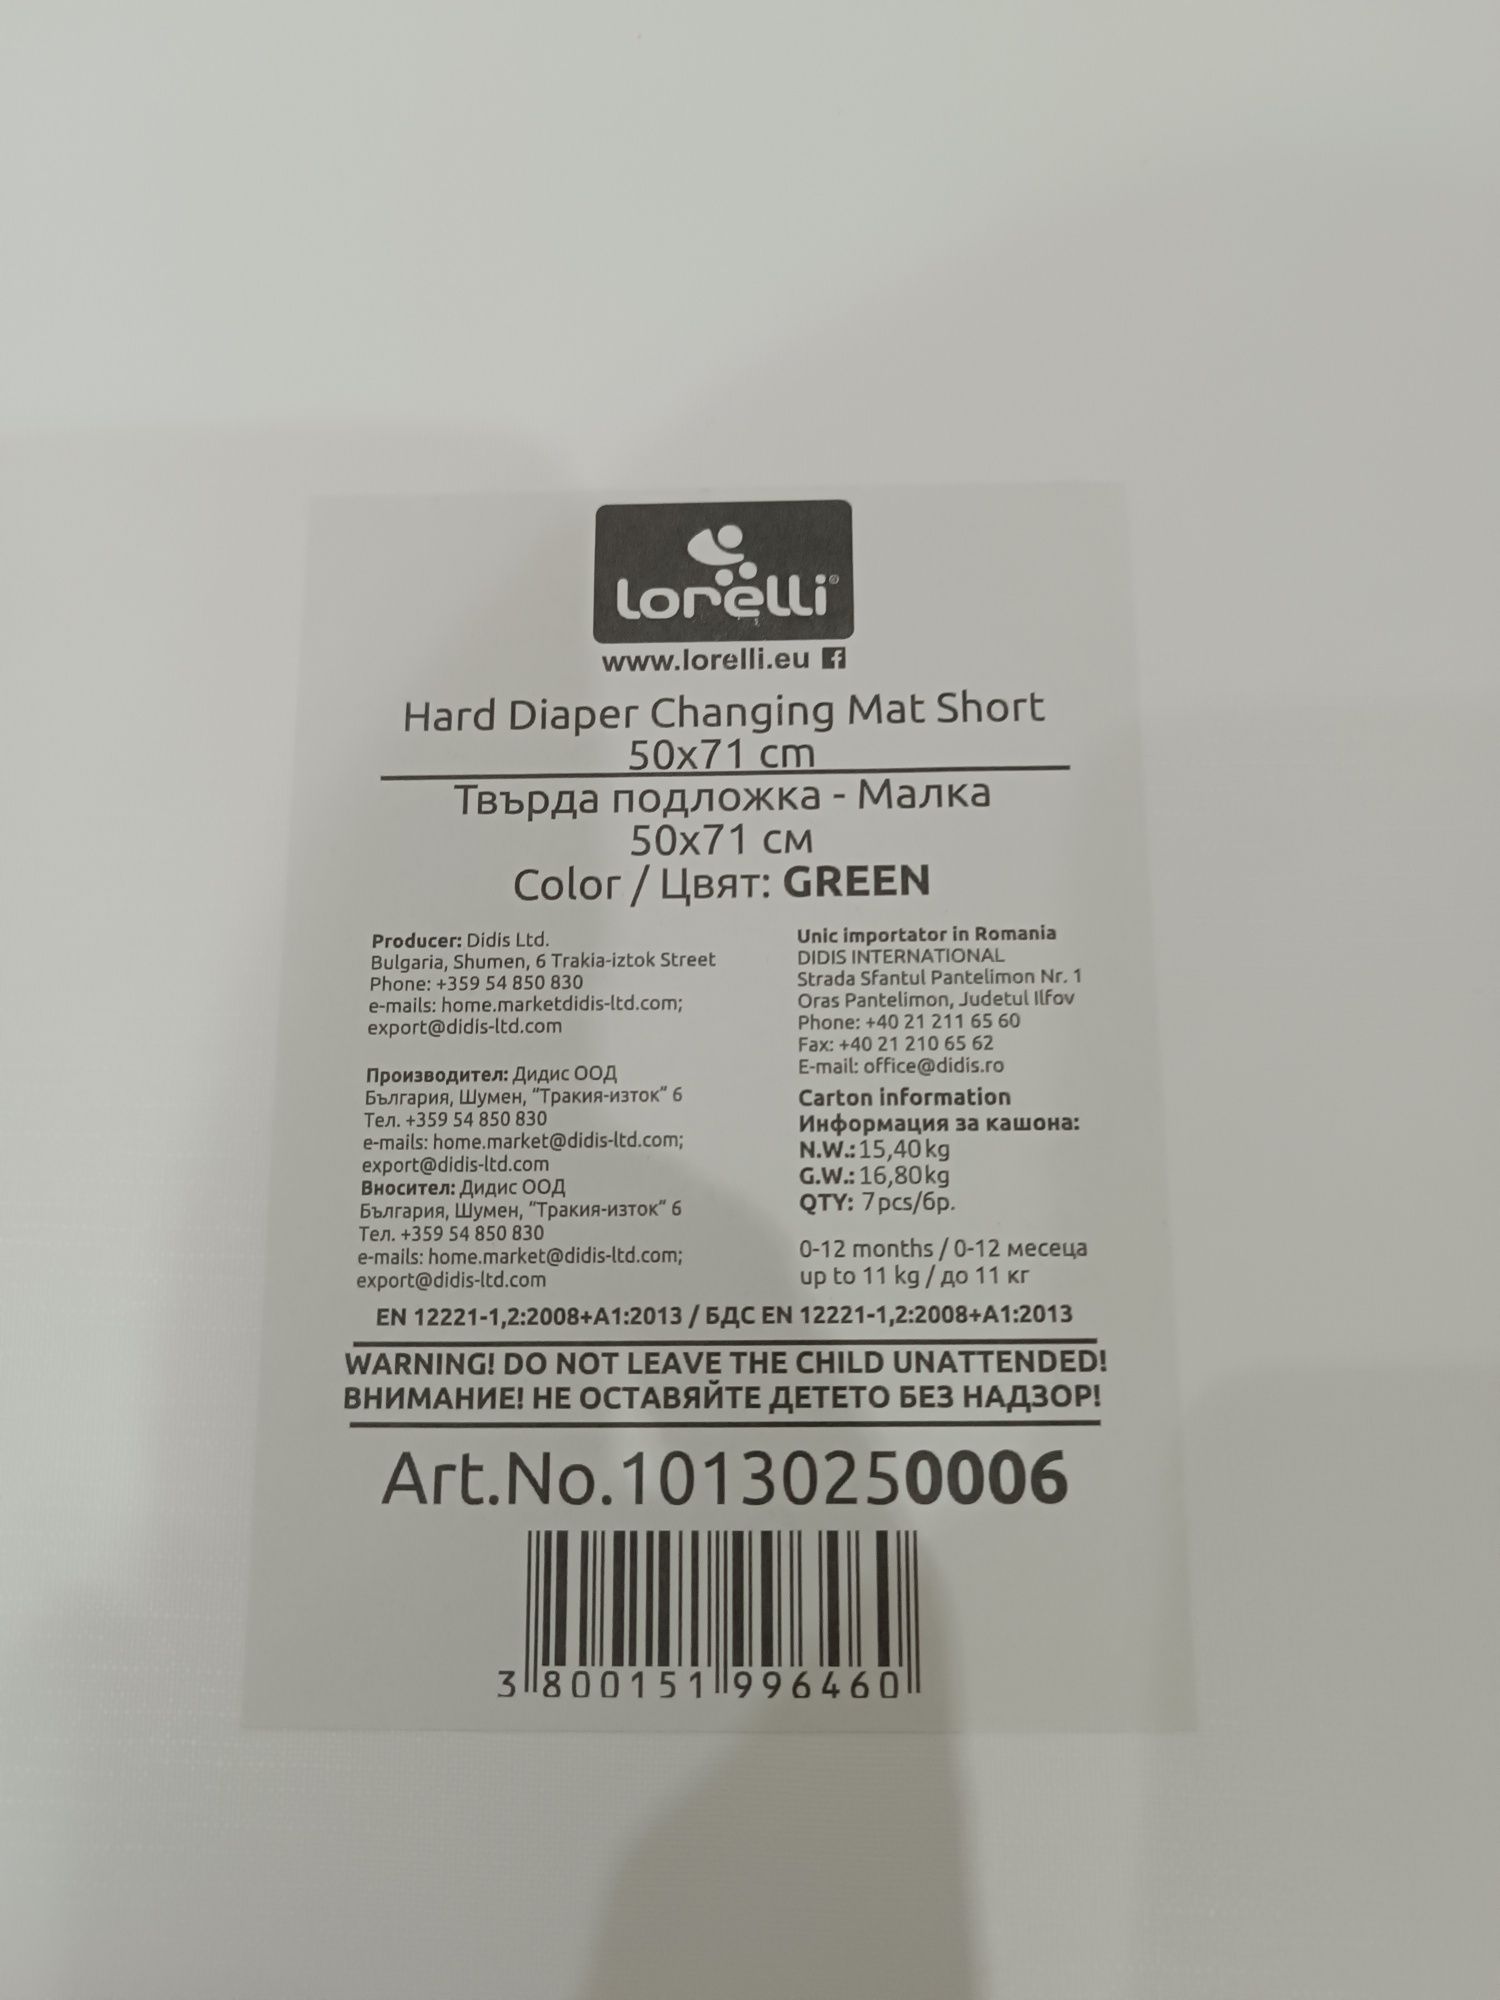 lorelli®
www.lorelli.eu f
Hard Diaper Changing Mat Short
50x71 cm
Твърда подложка - Малка
50x71 см
Color / Цвят: GREEN
Producer: Didis Ltd.
Bulgaria, Shumen, 6 Trakia-iztok Street
Phone: +359 54 850 830
e-mails: home.marketdidis-ltd.com;
export@didis-ltd.com
Производител: Дидис ООД
България, Шумен, "Тракия-изток" 6
Тел. +359 54 850 830
e-mails: home.market@didis-ltd.com;
export@didis-ltd.com
Вносител: Дидис ООД
България, Шумен, "Тракия-изток" 6
Тел. +359 54 850 830
e-mails: home.market@didis-ltd.com;
export@didis-ltd.com
Unic importator in Romania
DIDIS INTERNATIONAL
Strada Sfantul Pantelimon Nr. 1
Oras Pantelimon, Judetul Ilfov
Phone: +40 21 211 65 60
Fax: +40 21 210 65 62
E-mail: office@didis.ro
Carton information
Информация за кашона:
N.W.: 15,40 kg
G.W.: 16,80 kg
QTY: 7 pcs/бр.
0-12 months / 0-12 месеца
up to 11 kg / до 11 кг
EN 12221-1,2:2008+A1:2013 / БДС EN 12221-1,2:2008+A1:2013
WARNING! DO NOT LEAVE THE CHILD UNATTENDED!
ВНИМАНИЕ! НЕ ОСТАВЯЙТЕ ДЕТЕТО БЕЗ НАДЗОР!
Art.No.10130250006
3 800151 996460